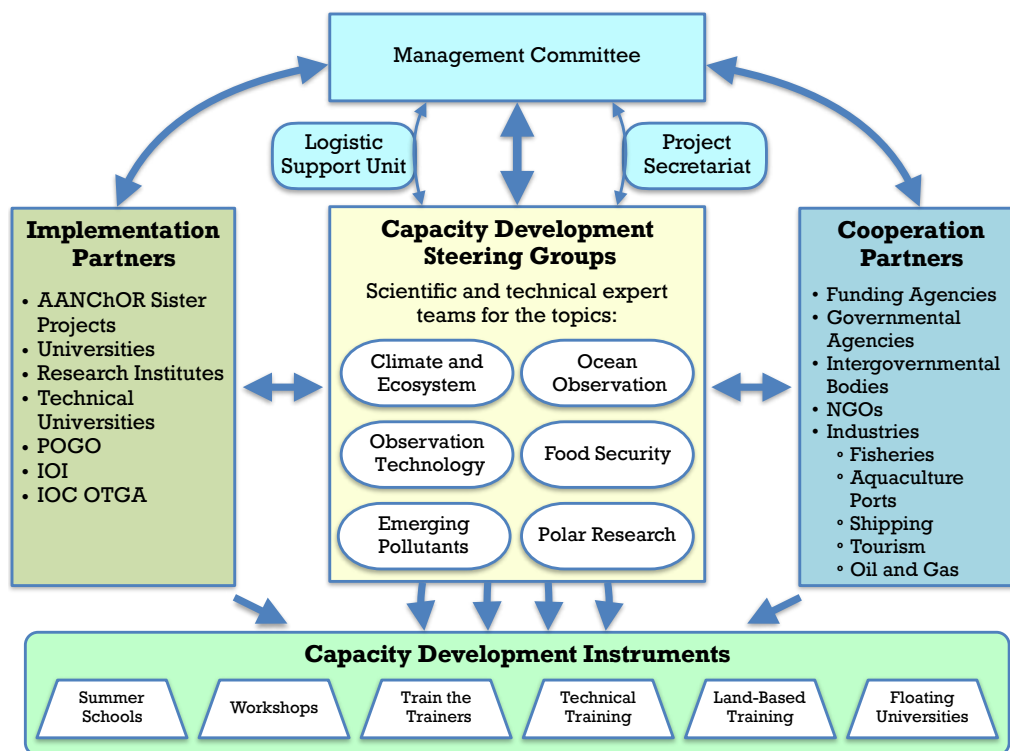 Management Committee
Logistic
Support Unit
Project
Secretariat
Implementation
Partners
• AANChOR Sister
Projects
• Universities
• Research Institutes
• Technical
Universities
• POGO
• IOI
• IOC OTGA
Capacity Development
Steering Groups
Scientific and technical expert
teams for the topics:
Climate and
Ecosystem
Ocean
Observation
Observation
Technology
Food Security
Emerging
Pollutants
Polar Research
Cooperation
Partners
• Funding Agencies
• Governmental
Agencies
• Intergovernmental
Bodies
• NGOs
• Industries
° Fisheries
° Aquaculture
Ports
° Shipping
° Tourism
° Oil and Gas
Capacity Development Instruments
Summer
Schools
Workshops
Train the
Trainers
Technical
Training
Land-Based
Training
Floating
Universities